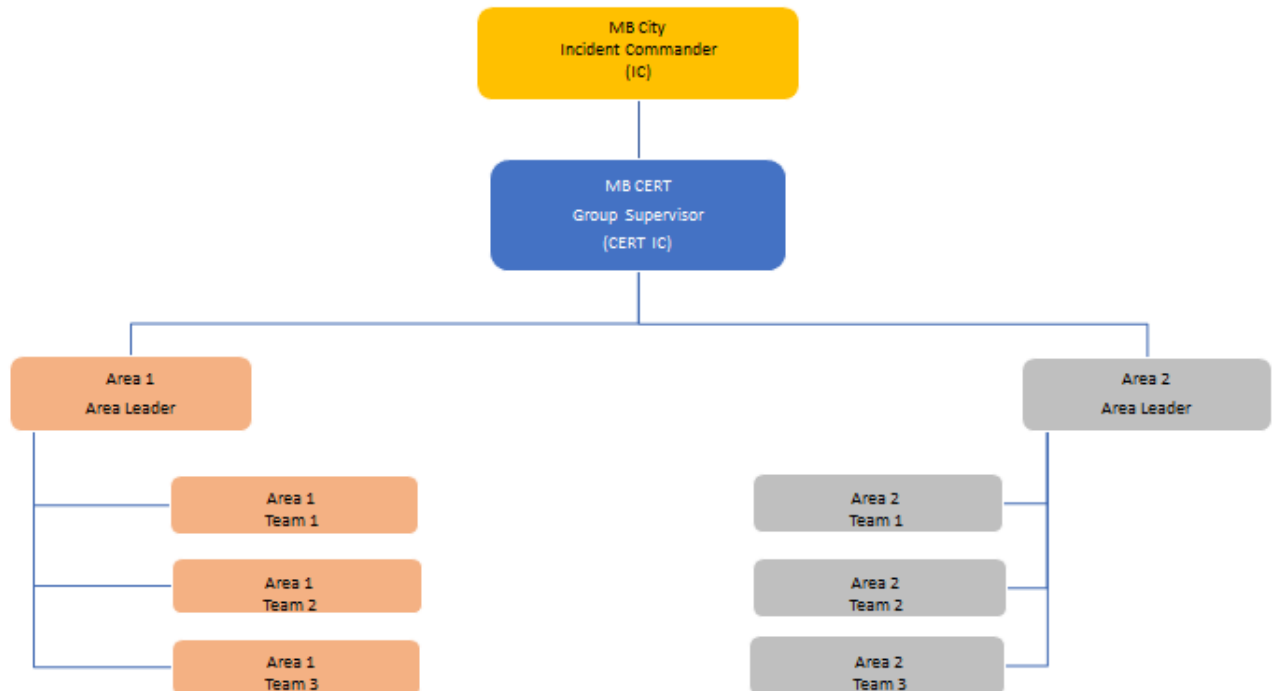 MB City
Incident Commander
(IC)
MB CERT
Group Supervisor
(CERT IC)
Area 1
Area Leader
Area 2
Area Leader
Area 1
Team 1
Area 2
Team 1
Area 1
Team 2
Area 2
Team 2
Area 1
Team 3
Area 2
Team 3